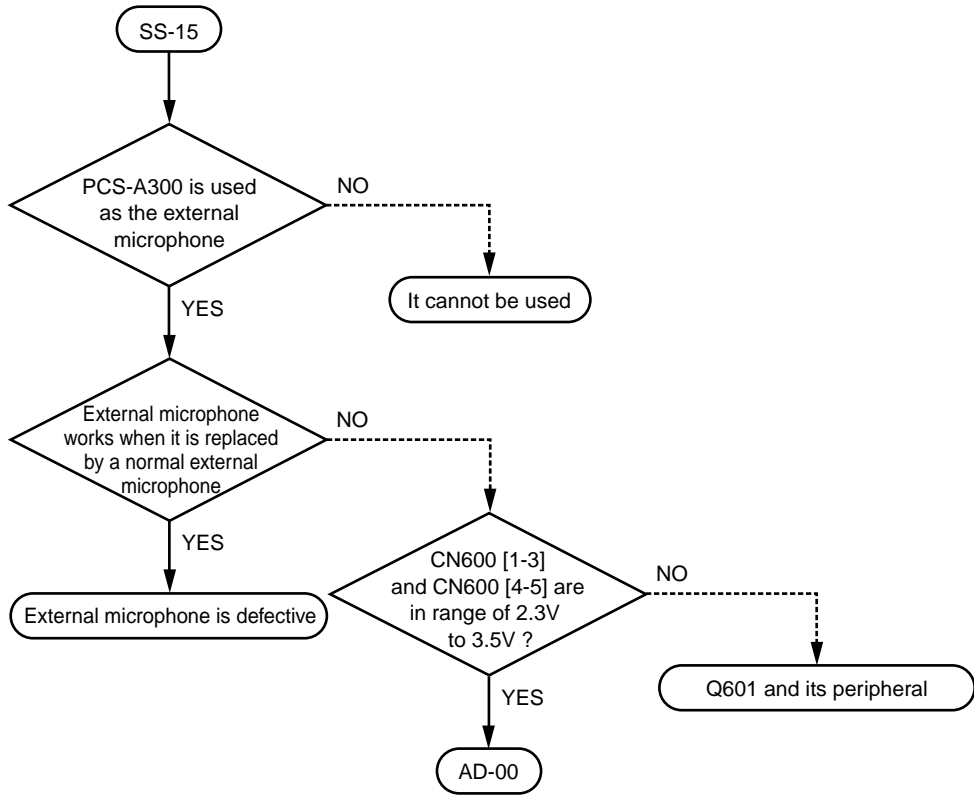 SS-15
PCS-A300 is used
as the external
microphone
NO
It cannot be used
YES
External microphone
works when it is replaced
by a normal external
microphone
NO
YES
External microphone is defective
CN600 [1-3]
and CN600 [4-5] are
in range of 2.3V
to 3.5V ?
NO
Q601 and its peripheral
YES
AD-00